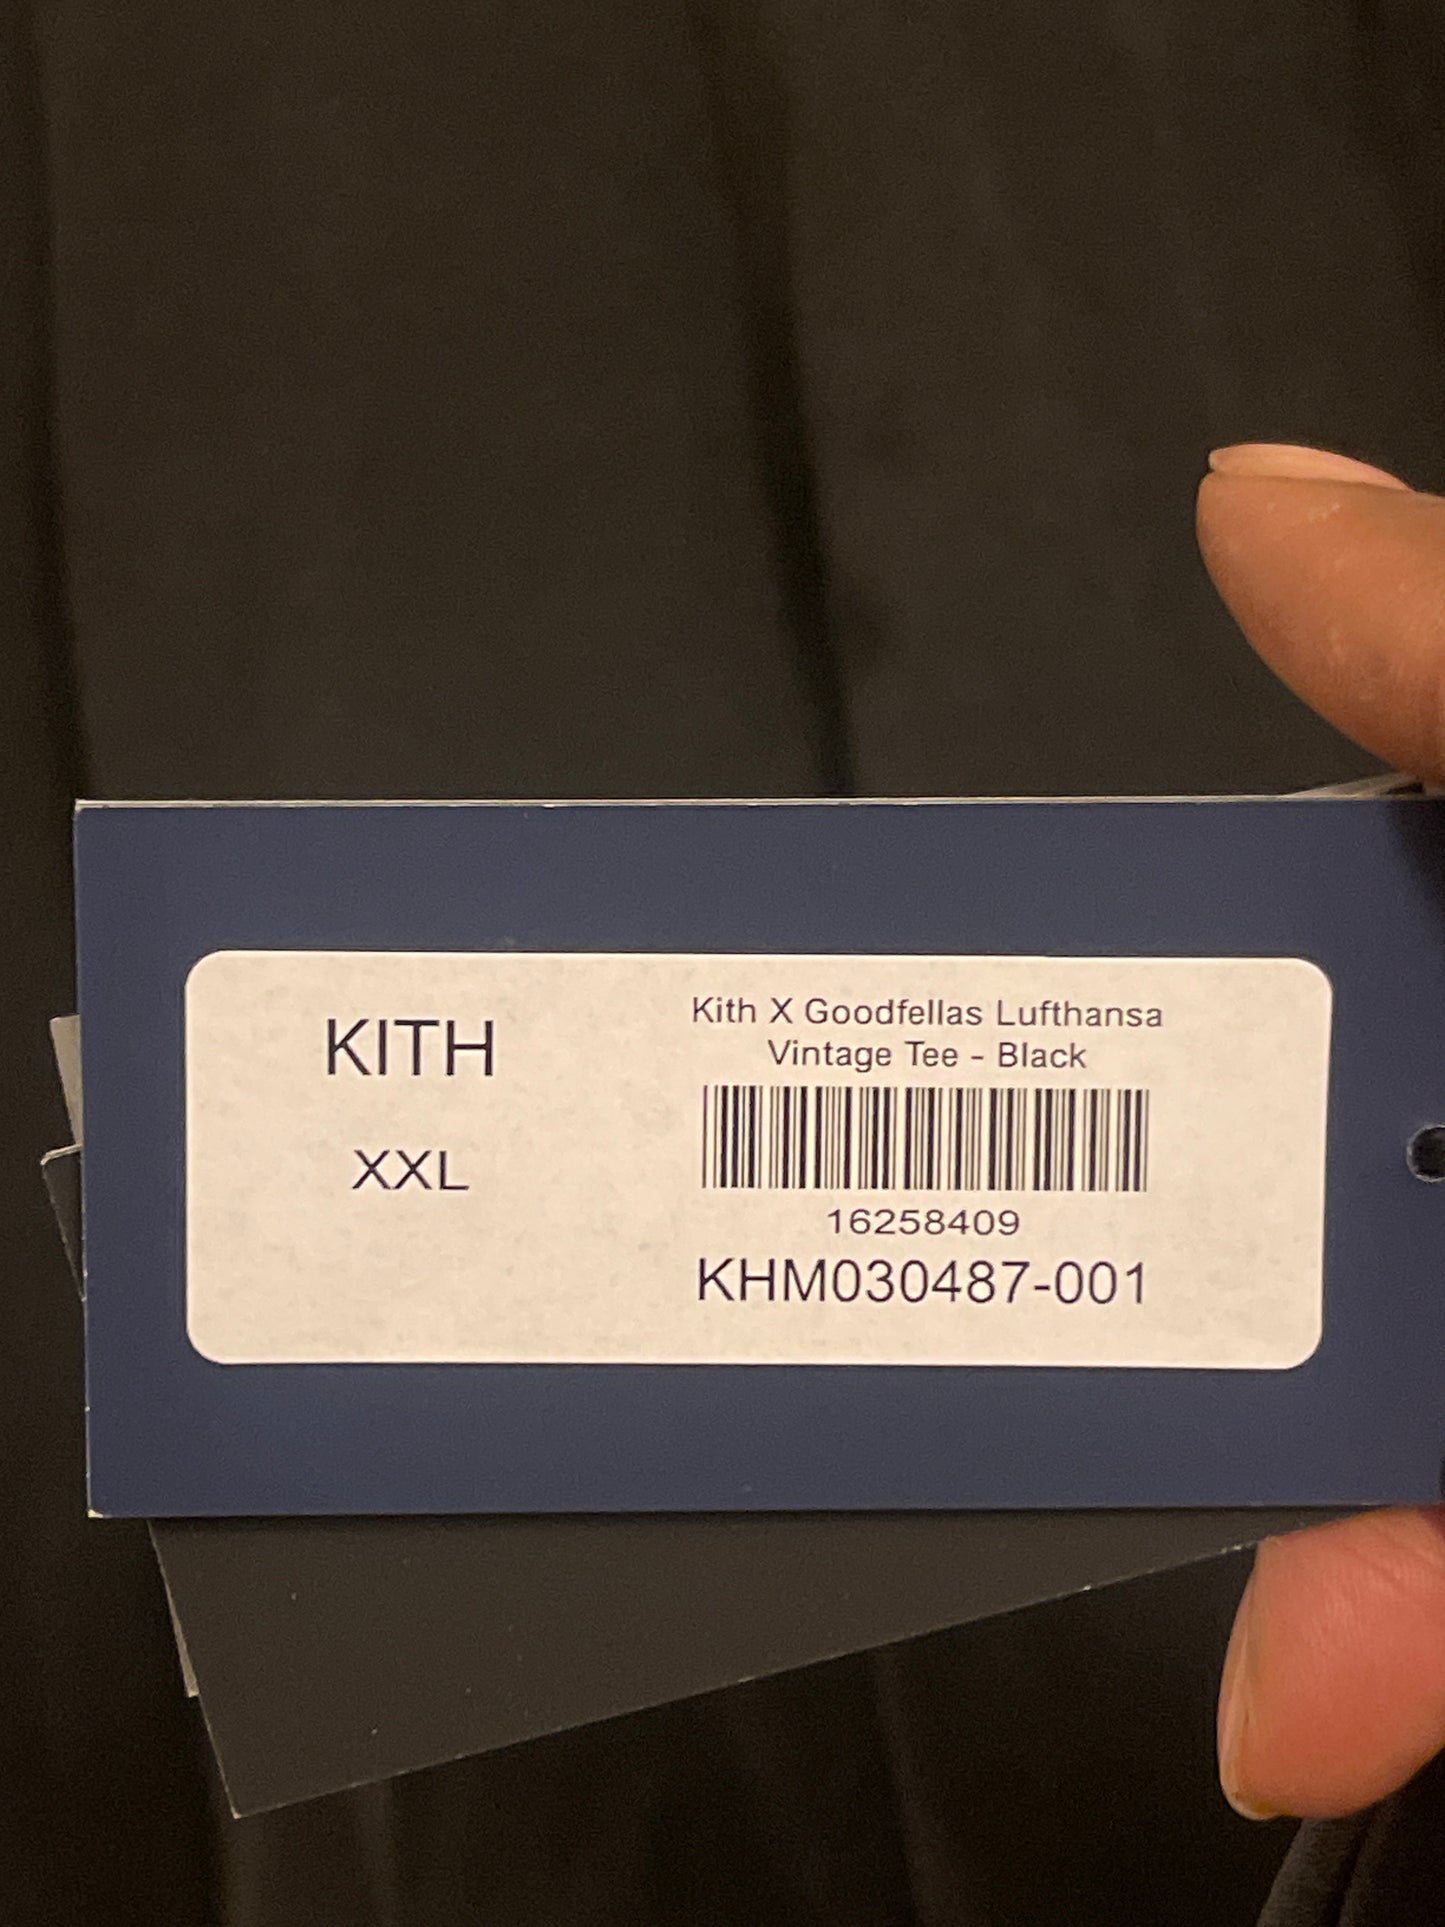 KITH
XXL
Kith X Goodfellas Lufthansa
Vintage Tee - Black
16258409
KHM030487-001